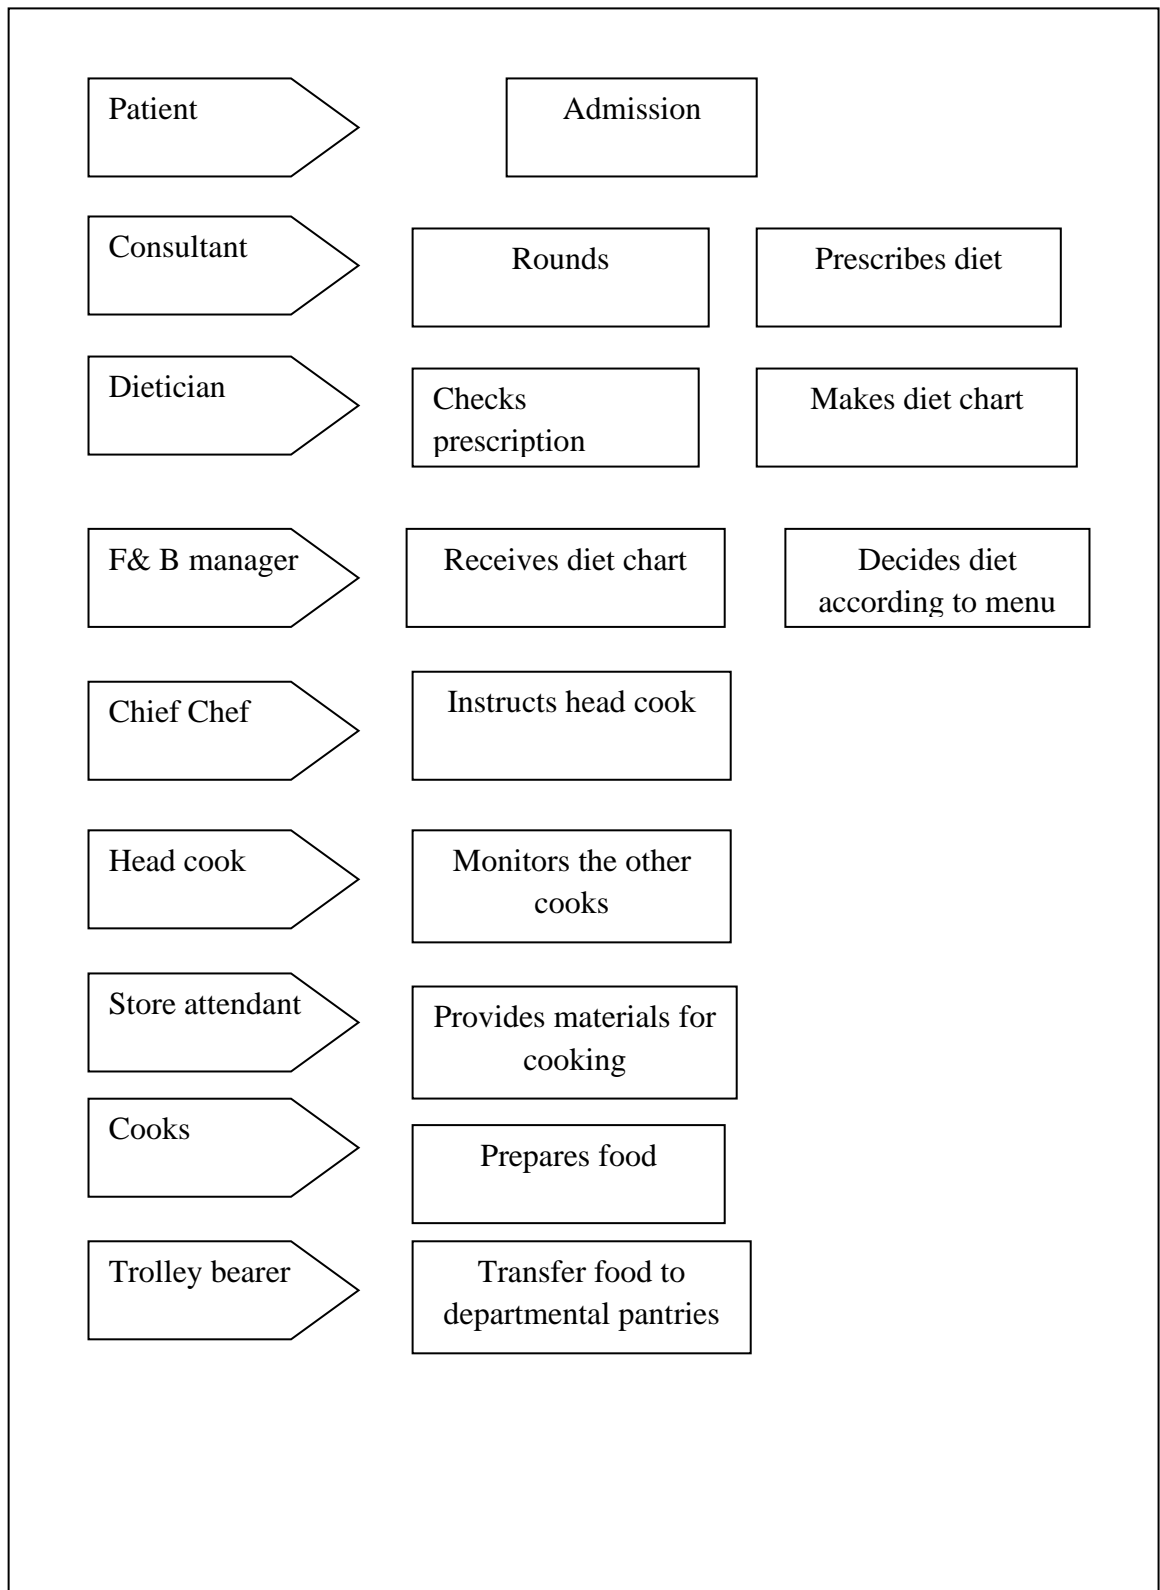 Patient
Admission
Consultant
Rounds
Prescribes diet
Dietician
Checks
prescription
Makes diet chart
F& B manager
Receives diet chart
Decides diet
according to menu
Chief Chef
Instructs head cook
Head cook
Monitors the other
cooks
Store attendant
Provides materials for
cooking
Cooks
Prepares food
Trolley bearer
Transfer food to
departmental pantries